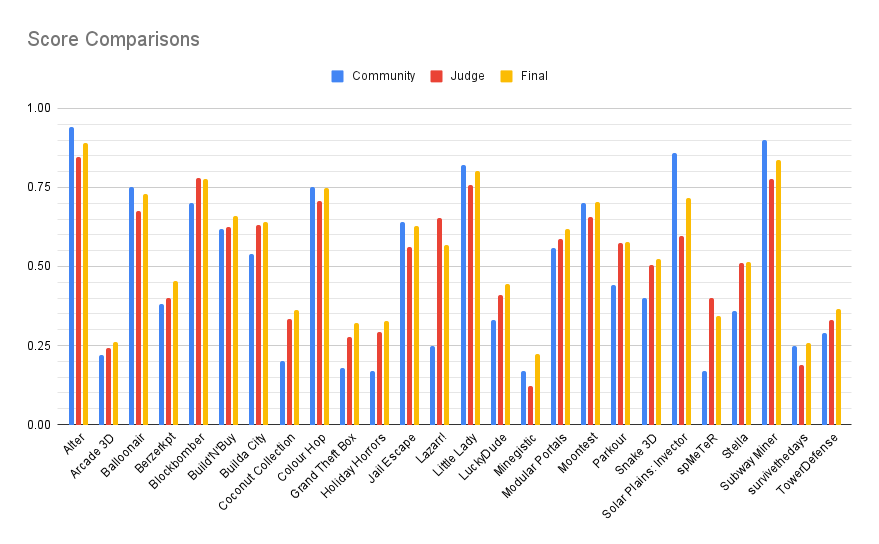 Score Comparisons
Community Judge Final
1.00
0.75
0.50
0.25
0.00
Alter
Arcade 3D
Balloonair
Berzerkpt
Blockbomber
Build'N'Buy
Builda City
Coconut Collection
Colour Hop
Grand Theft Box
Holiday Horrors
Jail Escape
Lazarr!
Little Lady
LuckyDude
Minegistic
Modular Portals
Moontest
Parkour
Snake 3D
Solar Plains: Invector
spMeTeR
Stella
Subway Miner
survivethedays
TowerDefense